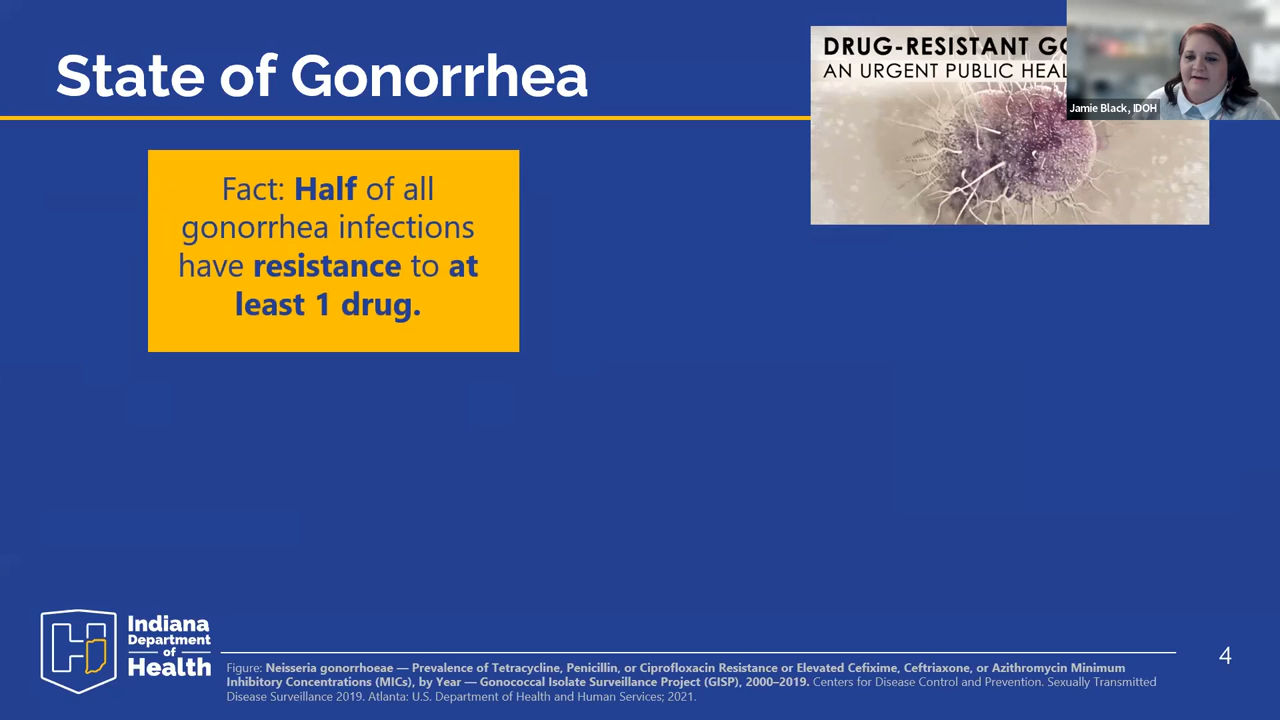 State of Gonorrhea
DRUG-RESISTANT
AN URGENT PUBLIC
Jamie Black, IDOH
Fact: Half of all
gonorrhea infections
have resistance to at
least 1 drug.
Indiana
Department
of
Health
Figure: Neisseria gonorrhoeae — Prevalence of Tetracycline, Penicillin, or Ciprofloxacin Resistance or Elevated Cefixime, Ceftriaxone, or Azithromycin Minimum
Inhibitory Concentrations (MICs), by Year — Gonococcal Isolate Surveillance Project (GISP), 2000–2019. Centers for Disease Control and Prevention. Sexually Transmitted
Disease Surveillance 2019. Atlanta: U.S. Department of Health and Human Services; 2021.
4